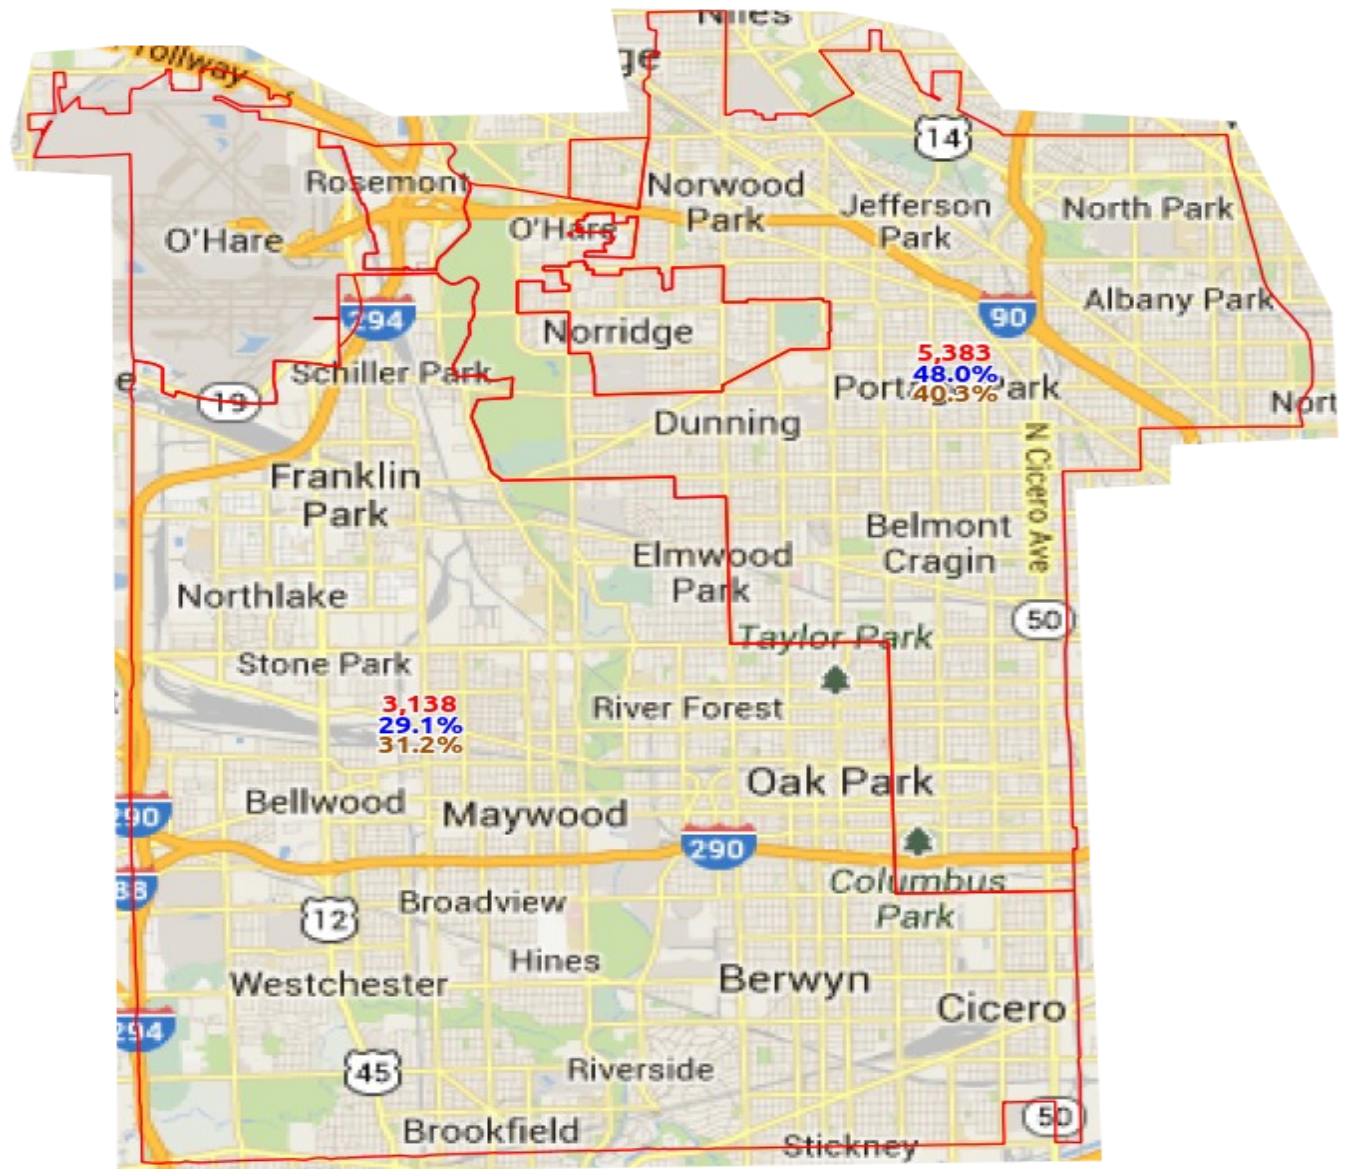 Niles
ge
Tollway
14
Rosemont
Norwood
Park
Jefferson
Park
North Park
O'Hare
O'Hare
Albany Park
294
Norridge
90
5,383
48.0%
40.3%
Schiller Park
e
19
Dunning
Nort
N Cicero Ave
Franklin
Park
Belmont
Cragin
Elmwood
Park
Northlake
50
Taylor Park
Stone Park
3,138
29.1%
31.2%
River Forest
Oak Park
Bellwood
Maywood
290
290
Columbus
Park
Broadview
12
Hines
Berwyn
Westchester
Cicero
294
45
Riverside
50
Brookfield
Stickney